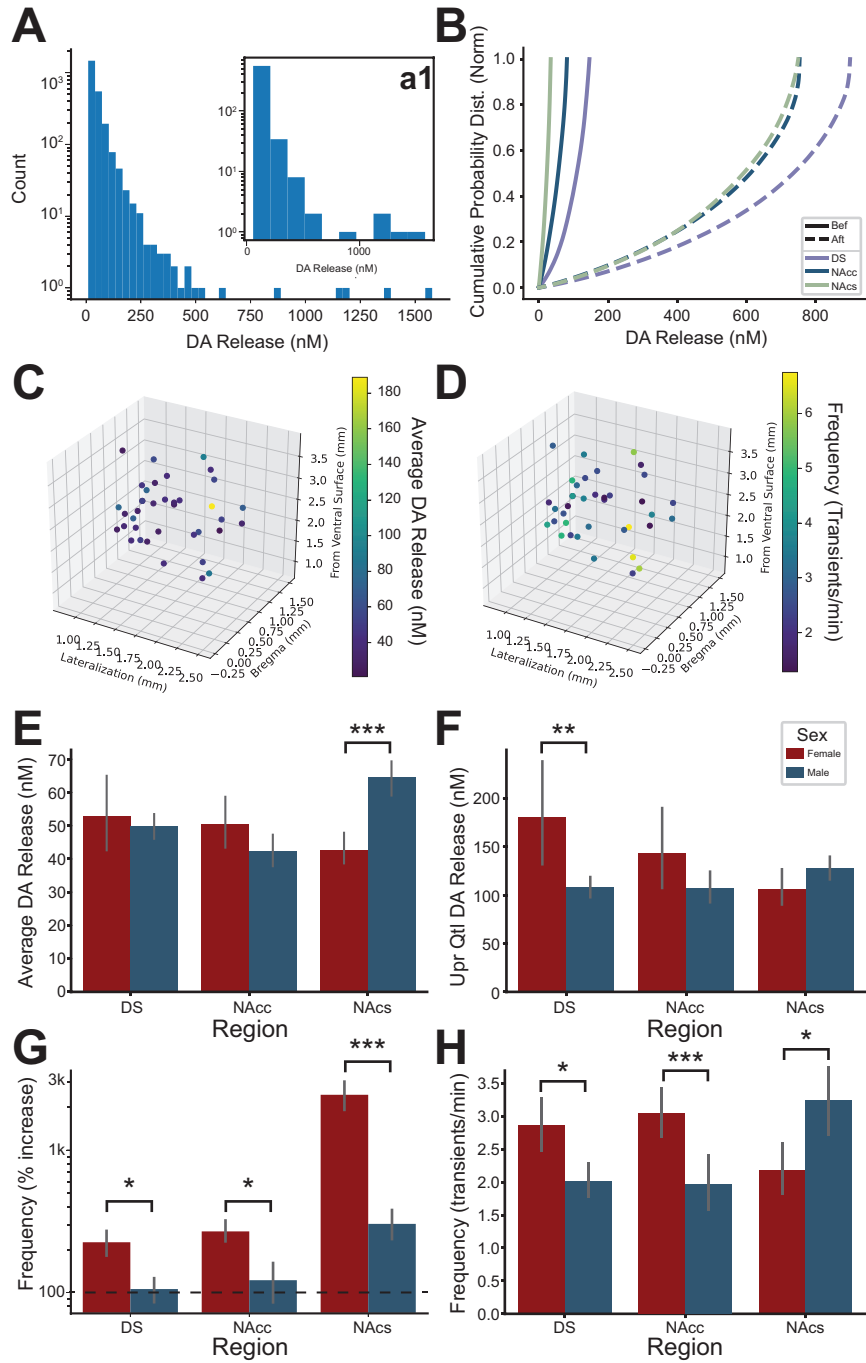 A
a1
10³
10²
10¹
10⁰
Count
10²
10¹
10⁰
0
1000
DA Release (nM)
0
250
500
750
1000
1250
1500
DA Release (nM)
B
1.0
0.8
0.6
0.4
0.2
0.0
Cumulative Probability Dist. (Norm)
Bef
Aft
DS
NAcc
NAcs
0
200
400
600
800
DA Release (nM)
C
3.5
3.0
2.5
2.0
1.5
1.0
From Ventral Surface (mm)
1.00
1.25
1.50
1.75
2.00
2.25
2.50
Lateralization (mm)
1.50
1.25
1.00
0.75
0.50
0.25
0.00
−0.25
Bregma (mm)
180
160
140
120
100
80
60
40
Average DA Release (nM)
D
3.5
3.0
2.5
2.0
1.5
1.0
From Ventral Surface (mm)
1.00
1.25
1.50
1.75
2.00
2.25
2.50
Lateralization (mm)
1.50
1.25
1.00
0.75
0.50
0.25
0.00
−0.25
Bregma (mm)
6
5
4
3
2
Frequency (Transients/min)
E
***
70
60
50
40
30
20
10
0
Average DA Release (nM)
DS
NAcc
NAcs
Region
F
**
Sex
Female
Male
200
150
100
50
0
Upr Qtl DA Release (nM)
DS
NAcc
NAcs
Region
G
***
*
*
3k
1k
100
Frequency (% increase)
DS
NAcc
NAcs
Region
H
*
***
*
3.5
3.0
2.5
2.0
1.5
1.0
0.5
0.0
Frequency (transients/min)
DS
NAcc
NAcs
Region